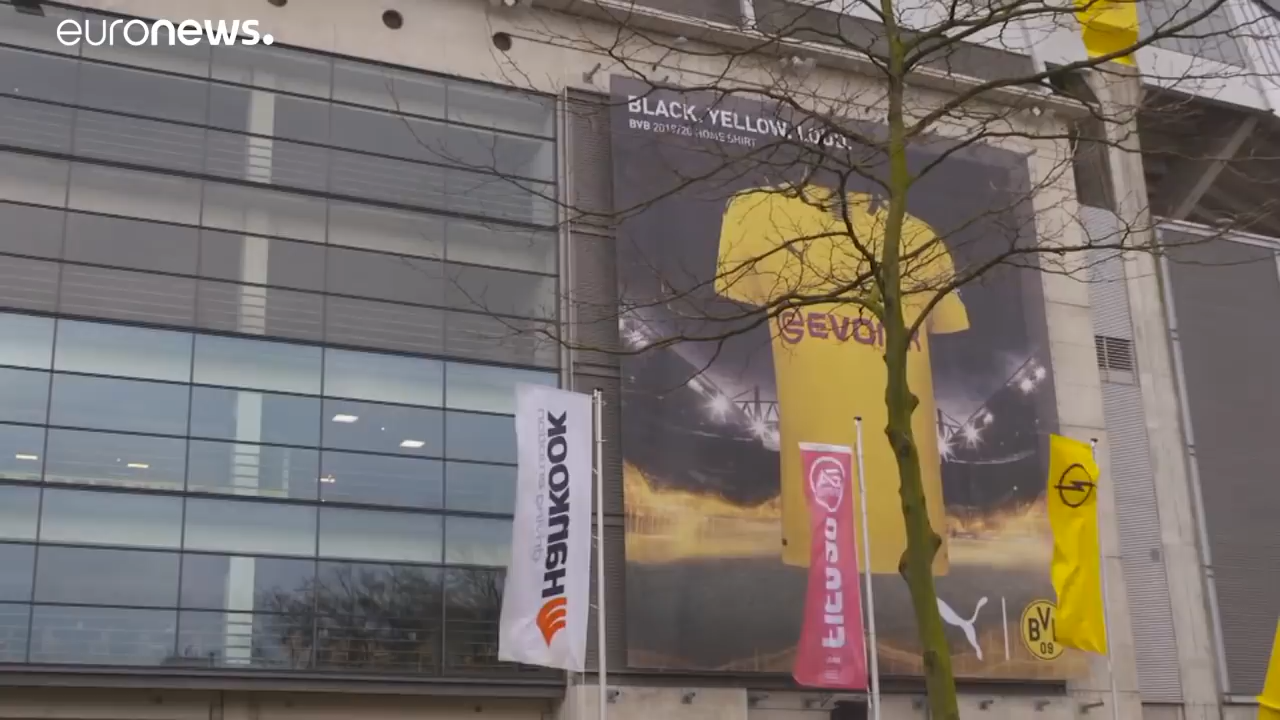 euronews.
BLACK. YELLOW. LOUD.
BVB 2019/20 HOME SHIRT
EVONIK
HANKOOK
driving emotion
BVB
09